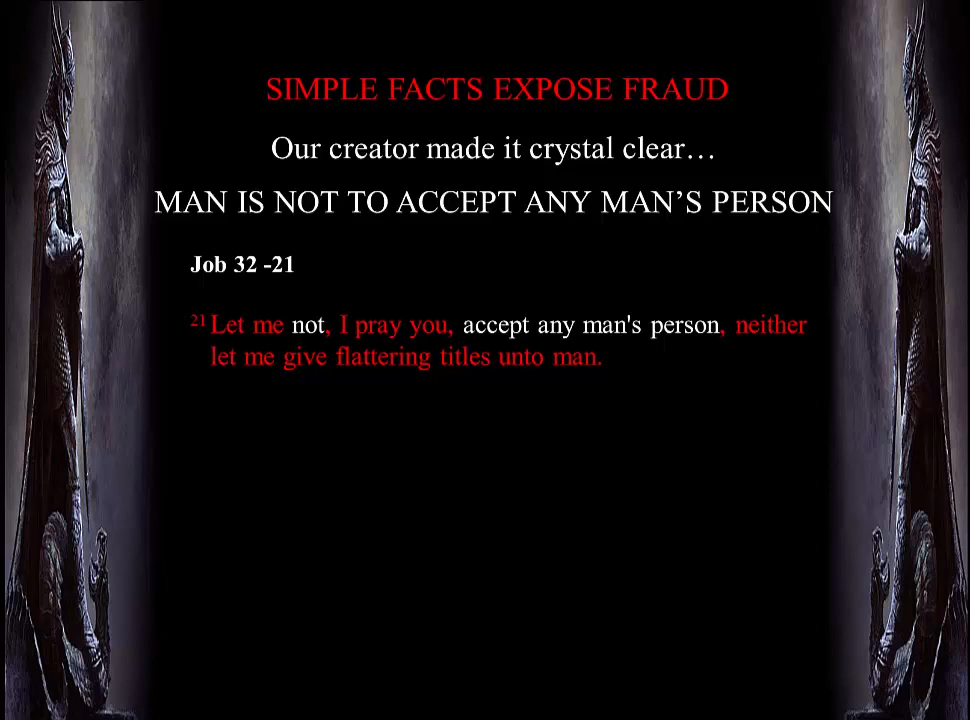 SIMPLE FACTS EXPOSE FRAUD
Our creator made it crystal clear…
MAN IS NOT TO ACCEPT ANY MAN’S PERSON
Job 32 -21
21 Let me not, I pray you, accept any man's person, neither
let me give flattering titles unto man.